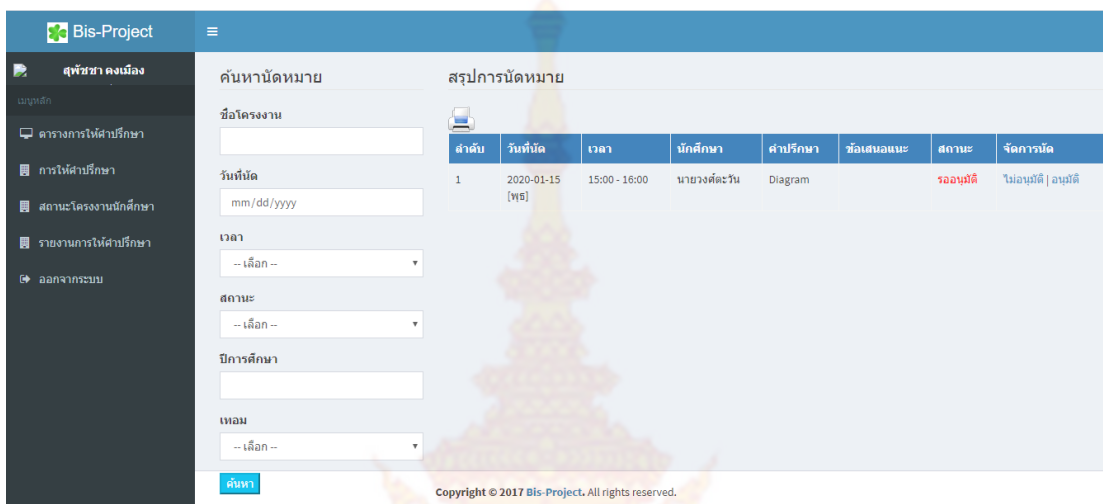 Bis-Project
สุพัชชา คงเมือง
เมนูหลัก
ตารางการให้คำปรึกษา
การให้คำปรึกษา
สถานะโครงงานนักศึกษา
รายงานการให้คำปรึกษา
ออกจากระบบ
ค้นหานัดหมาย
ชื่อโครงงาน
วันที่นัด
mm/dd/yyyy
เวลา
-- เลือก --
สถานะ
-- เลือก --
ปีการศึกษา
เทอม
-- เลือก --
ค้นหา
สรุปการนัดหมาย
ลำดับ วันที่นัด เวลา นักศึกษา คำปรึกษา ข้อเสนอแนะ สถานะ จัดการนัด
1 2020-01-15 15:00 - 16:00 นายวงศ์ตะวัน Diagram รออนุมัติ ไม่อนุมัติ | อนุมัติ
[พุธ]
Copyright © 2017 Bis-Project. All rights reserved.